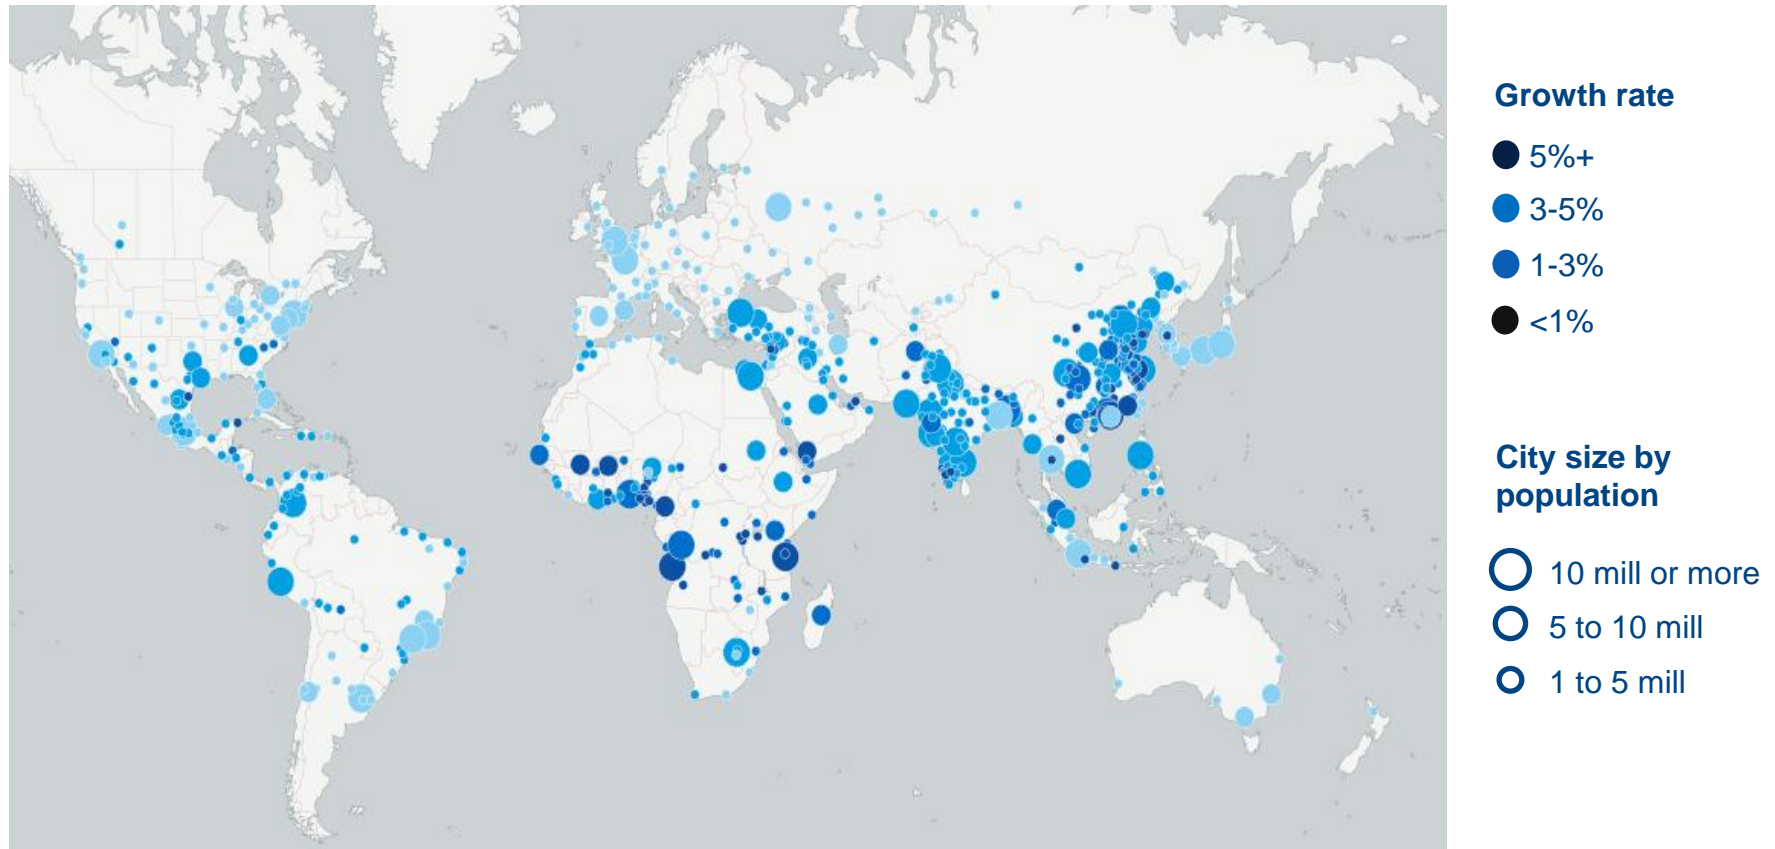 Growth rate
5%+
3-5%
1-3%
<1%
City size by
population
10 mill or more
5 to 10 mill
1 to 5 mill